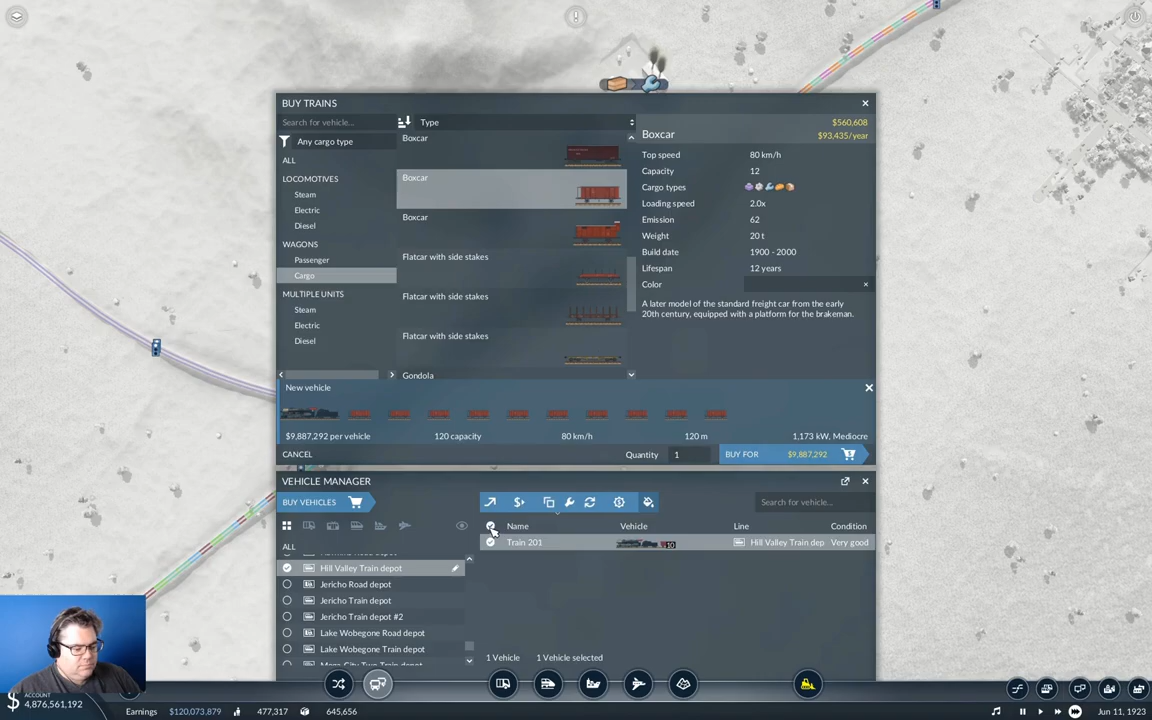 BUY TRAINS
Search for vehicle...
Type
$560,608
Boxcar
$93,435/year
Any cargo type
Boxcar
ALL
Top speed 80 km/h
LOCOMOTIVES
Boxcar
Capacity 12
Steam
Cargo types
Electric
Loading speed 2.0x
Diesel
Boxcar
Emission 62
WAGONS
Weight 20 t
Passenger
Flatcar with side stakes
Build date 1900 - 2000
Cargo
Lifespan 12 years
MULTIPLE UNITS
Flatcar with side stakes
Color
Steam
A later model of the standard freight car from the early
20th century, equipped with a platform for the brakeman.
Electric
Diesel
Flatcar with side stakes
Gondola
New vehicle
$9,887,292 per vehicle 120 capacity 80 km/h 120 m 1,173 kW, Mediocre
CANCEL Quantity 1 BUY FOR $9,887,292
VEHICLE MANAGER
BUY VEHICLES
Search for vehicle...
Name Vehicle Line Condition
ALL
Train 201 10 Hill Valley Train dep Very good
Hill Valley Train depot
Jericho Road depot
Jericho Train depot
Jericho Train depot #2
Lake Wobegone Road depot
Lake Wobegone Train depot
1 Vehicle 1 Vehicle selected
ACCOUNT
$ 4,876,561,192
Earnings $120,073,879 477,317 645,656
Jun 11, 1923